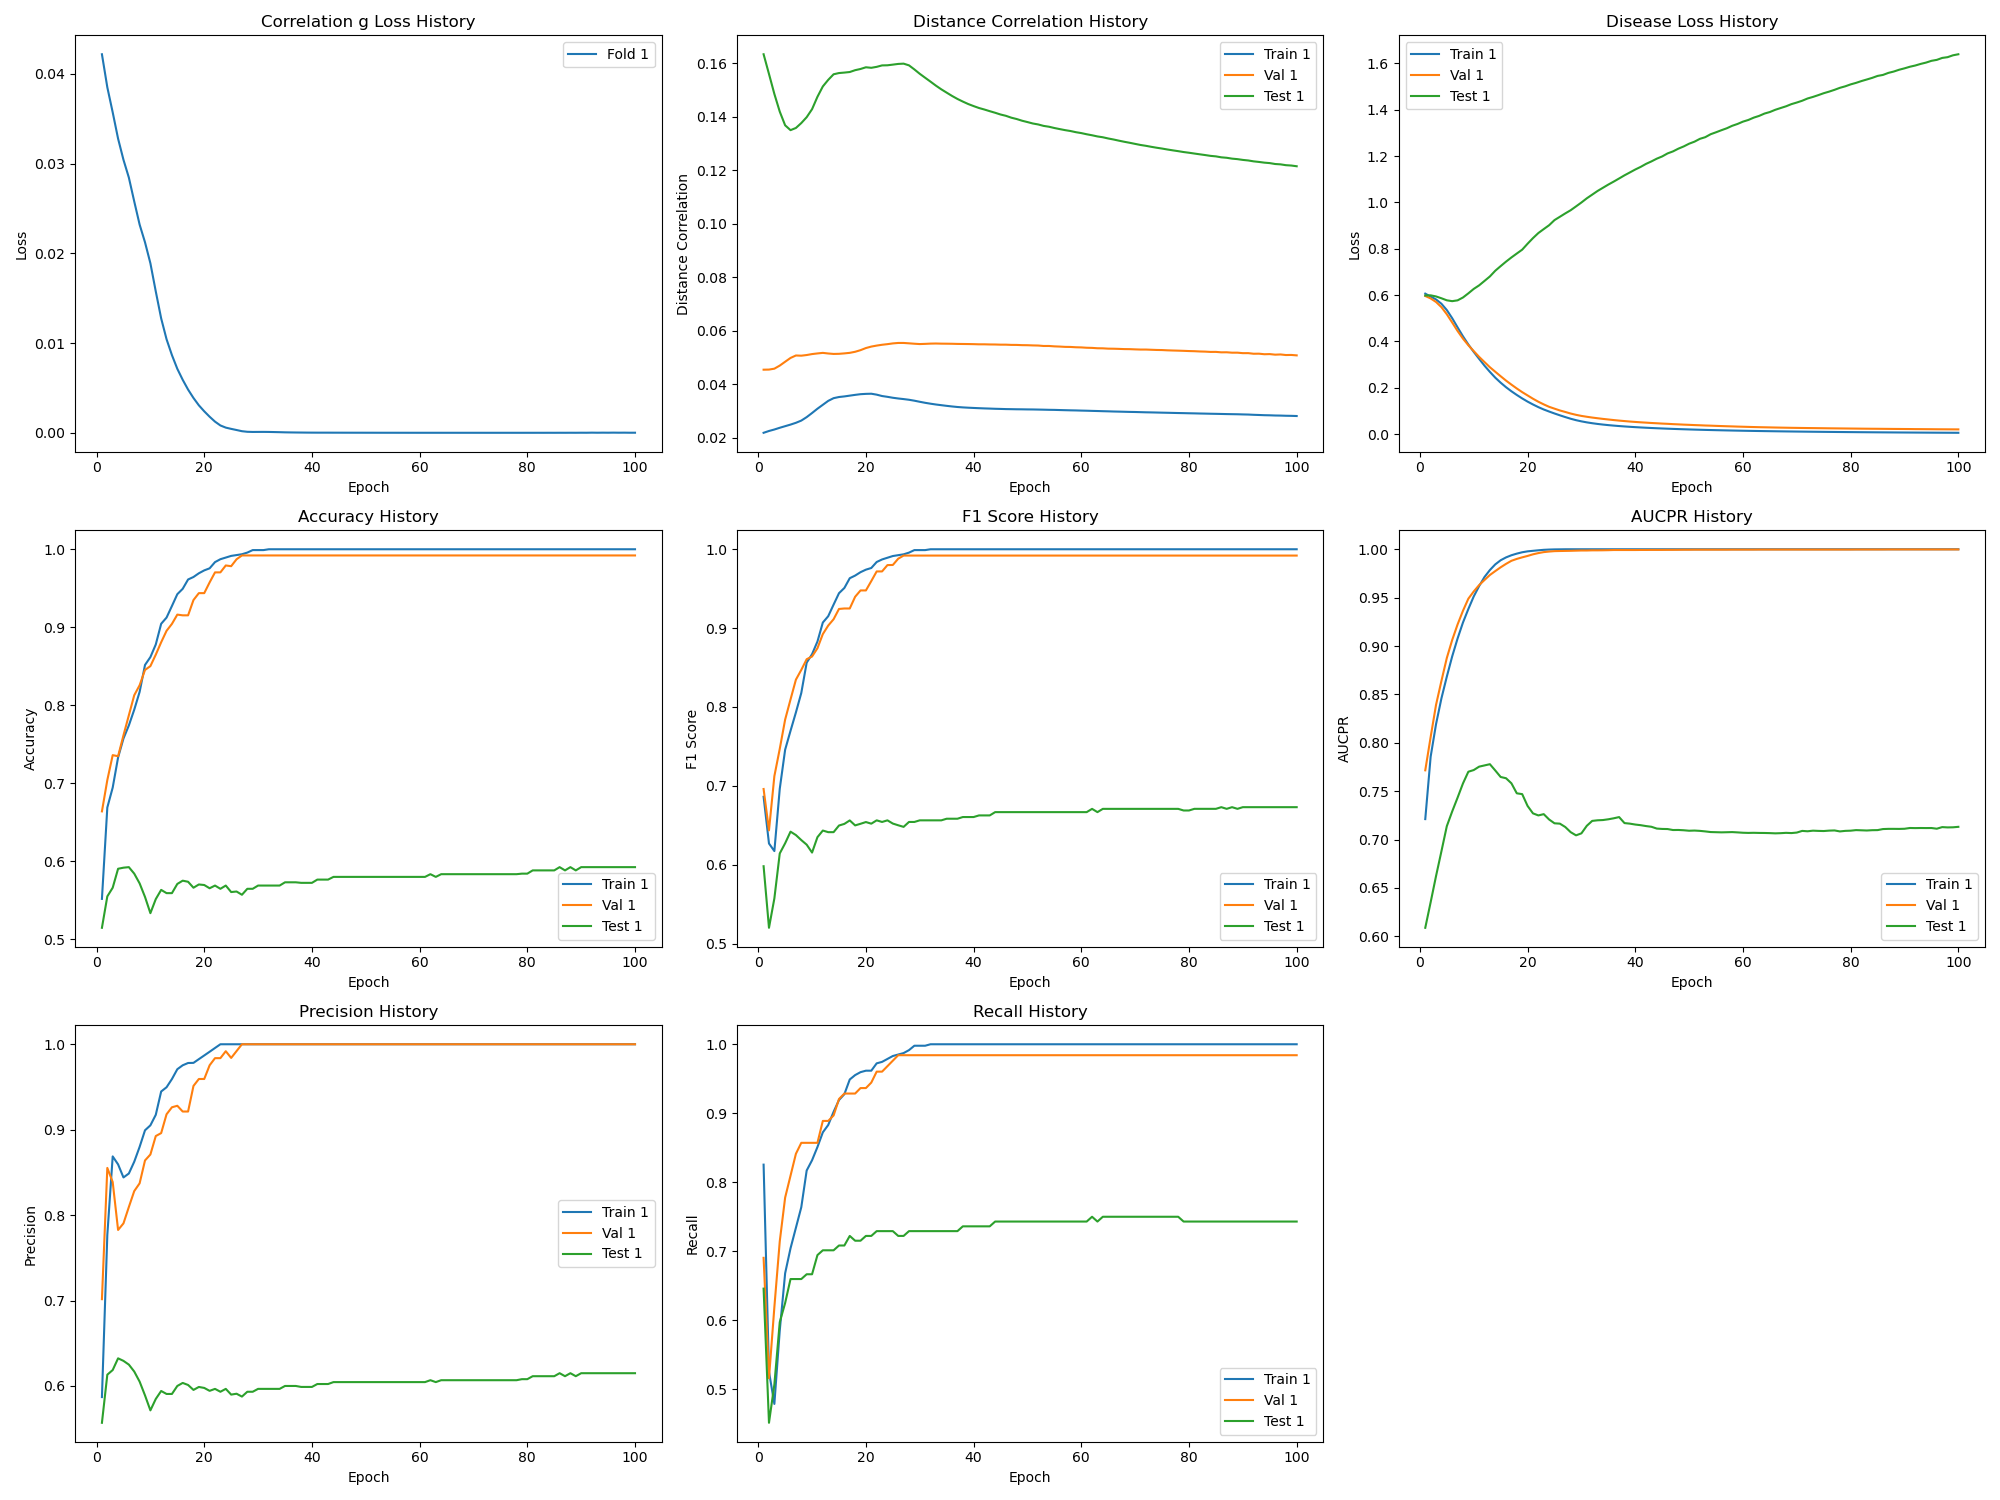 Correlation g Loss History
Fold 1
0.04
0.03
0.02
0.01
0.00
Loss
0 20 40 60 80 100
Epoch
Distance Correlation History
Train 1
Val 1
Test 1
0.16
0.14
0.12
0.10
0.08
0.06
0.04
0.02
Distance Correlation
0 20 40 60 80 100
Epoch
Disease Loss History
Train 1
Val 1
Test 1
1.6
1.4
1.2
1.0
0.8
0.6
0.4
0.2
0.0
Loss
0 20 40 60 80 100
Epoch
Accuracy History
1.0
0.9
0.8
0.7
0.6
0.5
Accuracy
Train 1
Val 1
Test 1
0 20 40 60 80 100
Epoch
F1 Score History
1.0
0.9
0.8
0.7
0.6
0.5
F1 Score
Train 1
Val 1
Test 1
0 20 40 60 80 100
Epoch
AUCPR History
1.00
0.95
0.90
0.85
0.80
0.75
0.70
0.65
0.60
AUCPR
Train 1
Val 1
Test 1
0 20 40 60 80 100
Epoch
Precision History
1.0
0.9
0.8
0.7
0.6
Precision
Train 1
Val 1
Test 1
0 20 40 60 80 100
Epoch
Recall History
1.0
0.9
0.8
0.7
0.6
0.5
Recall
Train 1
Val 1
Test 1
0 20 40 60 80 100
Epoch